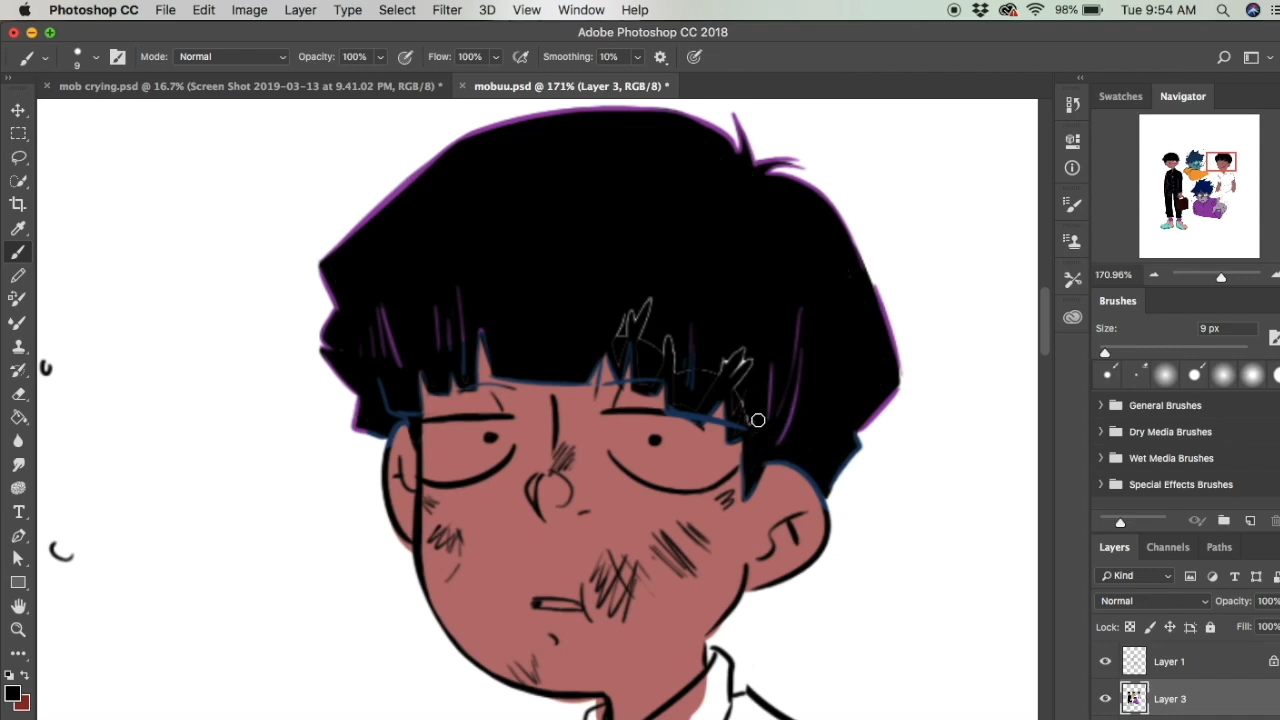 Photoshop CC File Edit Image Layer Type Select Filter 3D View Window Help 98% Tue 9:54 AM
Adobe Photoshop CC 2018
9 Mode: Normal Opacity: 100% Flow: 100% Smoothing: 10%
mob crying.psd @ 16.7% (Screen Shot 2019-03-13 at 9.41.02 PM, RGB/8) * mobuu.psd @ 171% (Layer 3, RGB/8) *
Swatches Navigator
170.96%
Brushes
Size: 9 px
General Brushes
Dry Media Brushes
Wet Media Brushes
Special Effects Brushes
Layers Channels Paths
Kind
Normal Opacity: 100%
Lock: Fill: 100%
Layer 1
Layer 3